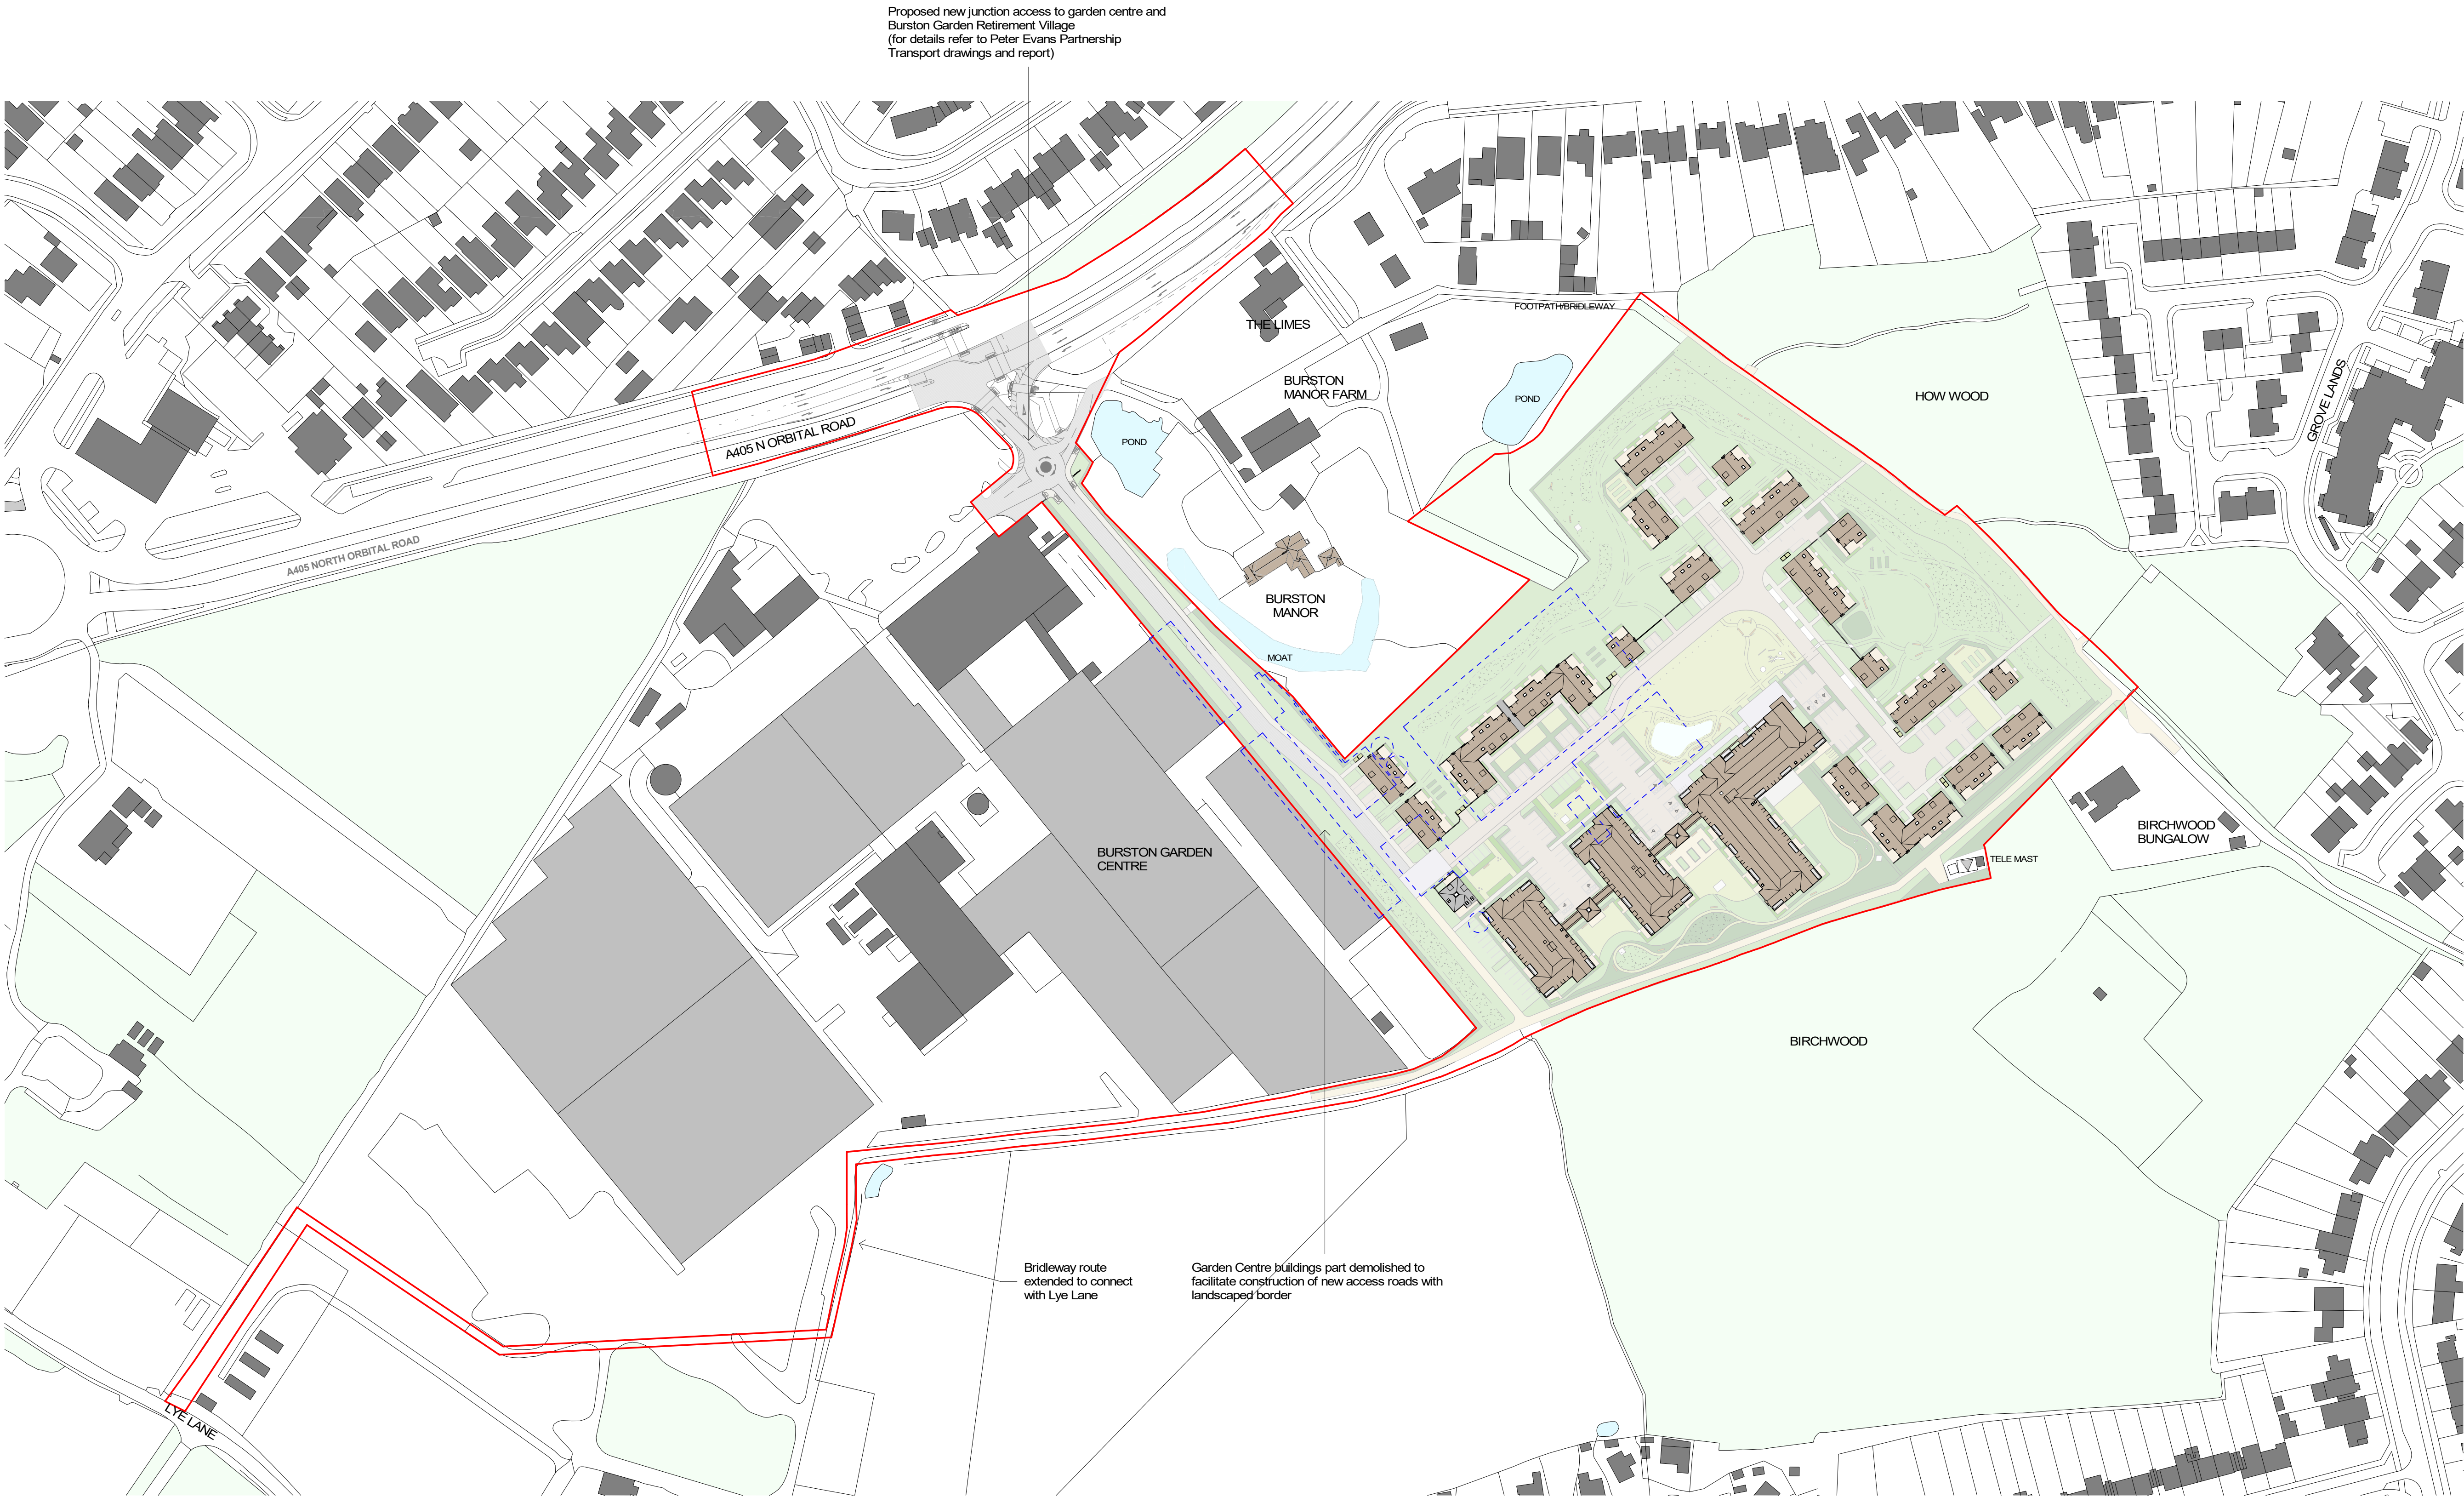 Proposed new junction access to garden centre and
Burston Garden Retirement Village
(for details refer to Peter Evans Partnership
Transport drawings and report)
FOOTPATH/BRIDLEWAY
THE LIMES
BURSTON
MANOR FARM
POND
HOW WOOD
GROVE LANDS
A405 N ORBITAL ROAD
POND
A405 NORTH ORBITAL ROAD
BURSTON
MANOR
MOAT
BURSTON GARDEN
CENTRE
BIRCHWOOD
BUNGALOW
TELE MAST
BIRCHWOOD
Bridleway route
extended to connect
with Lye Lane
Garden Centre buildings part demolished to
facilitate construction of new access roads with
landscaped border
LYE LANE